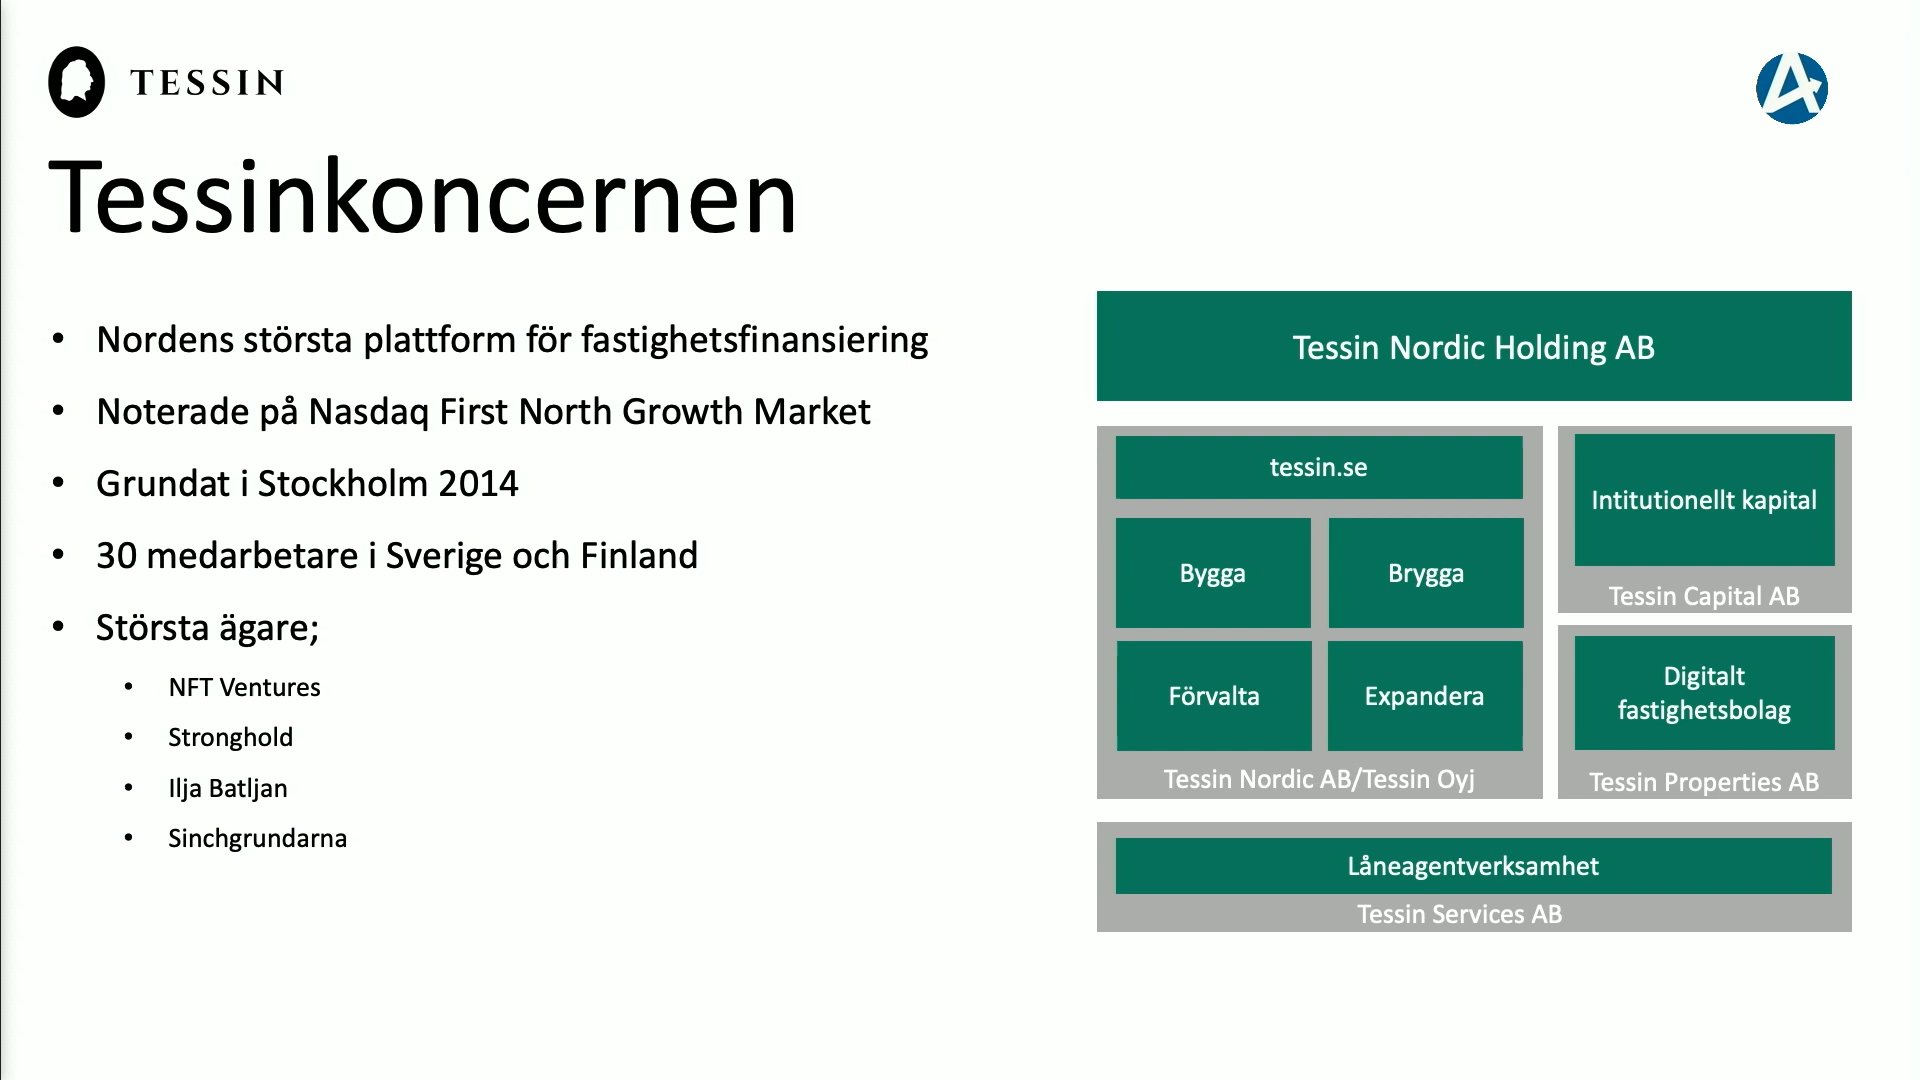 TESSIN
Tessinkoncernen
• Nordens största plattform för fastighetsfinansiering
• Noterade på Nasdaq First North Growth Market
• Grundat i Stockholm 2014
• 30 medarbetare i Sverige och Finland
• Största ägare;
• NFT Ventures
• Stronghold
• Ilja Batljan
• Sinchgrundarna
Tessin Nordic Holding AB
tessin.se
Bygga
Brygga
Förvalta
Expandera
Tessin Nordic AB/Tessin Oyj
Intitutionellt kapital
Tessin Capital AB
Digitalt
fastighetsbolag
Tessin Properties AB
Låneagentverksamhet
Tessin Services AB